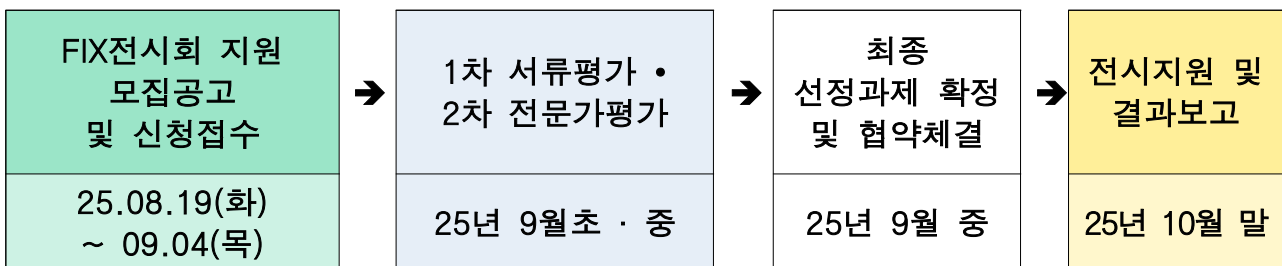 FIX전시회 지원
모집공고
및 신청접수
25.08.19(화)
~ 09.04(목)
➔
1차 서류평가 •
2차 전문가평가
25년 9월초 · 중
➔
최종
선정과제 확정
및 협약체결
25년 9월 중
➔
전시지원 및
결과보고
25년 10월 말